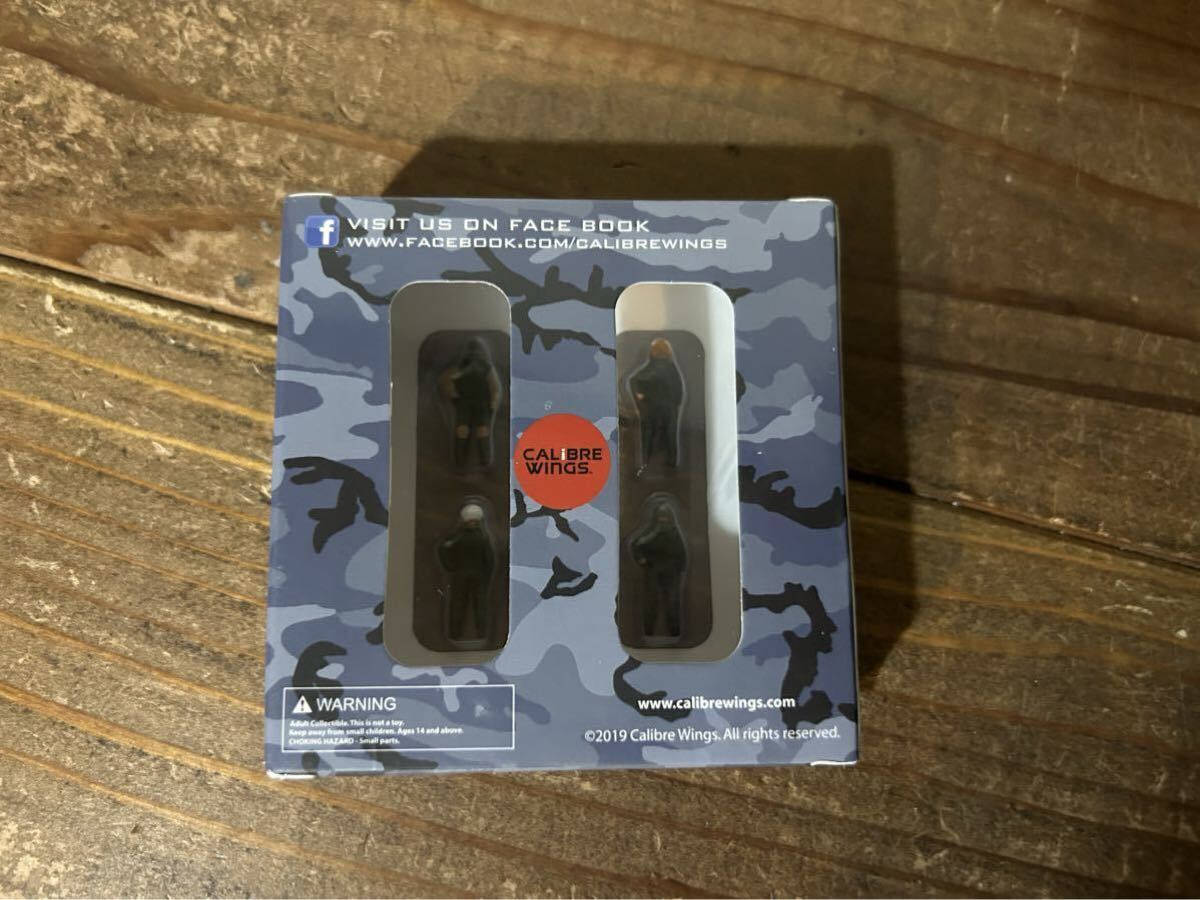 f
VISIT US ON FACE BOOK
WWW.FACEBOOK.COM/CALIBREWINGS
CALiBRE
WINGS™
WARNING
Adult Collectible. This is not a toy.
Keep away from small children. Ages 14 and above.
CHOKING HAZARD - Small parts.
www.calibrewings.com
©2019 Calibre Wings. All rights reserved.